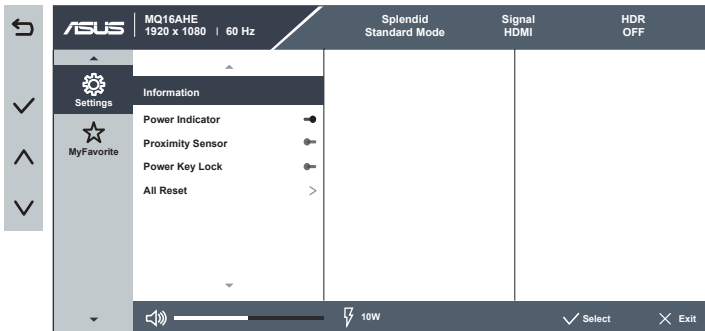 ASUS
MQ16AHE
1920 x 1080 | 60 Hz
Splendid
Standard Mode
Signal
HDMI
HDR
OFF
Settings
MyFavorite
Information
Power Indicator
Proximity Sensor
Power Key Lock
All Reset
10W
Select
Exit